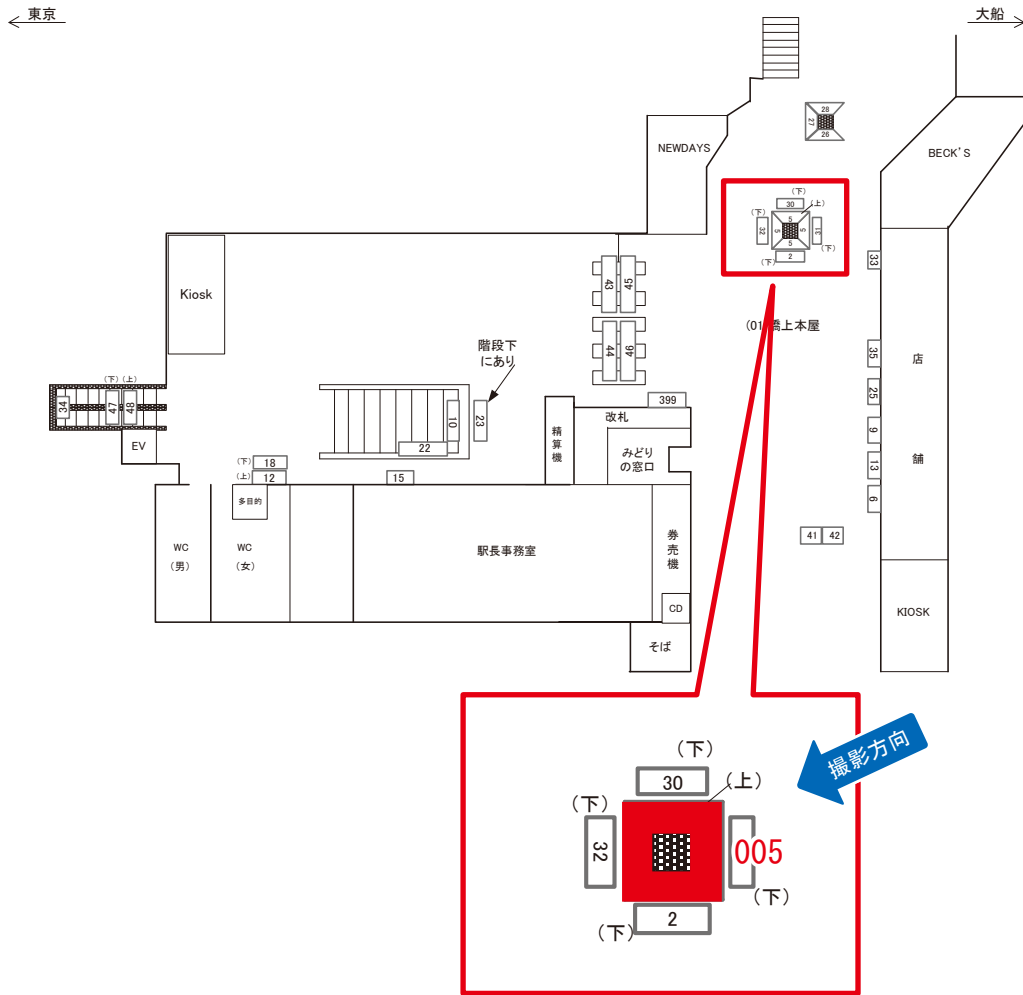 東京
大船
28
27
26
NEWDAYS
BECK'S
(下)
30
(上)
(下)
32
5
5
5
5
31
(下)
2
(下)
33
Kiosk
43
45
(01)橋上本屋
44
46
35
店
階段下
にあり
(下)(上)
34
47
48
25
399
10
23
改札
9
舗
22
精算機
みどり
の窓口
EV
(下)
18
13
(上)
12
15
6
多目的
41
42
WC
(男)
WC
(女)
駅長事務室
券売機
CD
KIOSK
そば
撮影方向
(下)
30
(上)
(下)
32
005
(下)
2
(下)